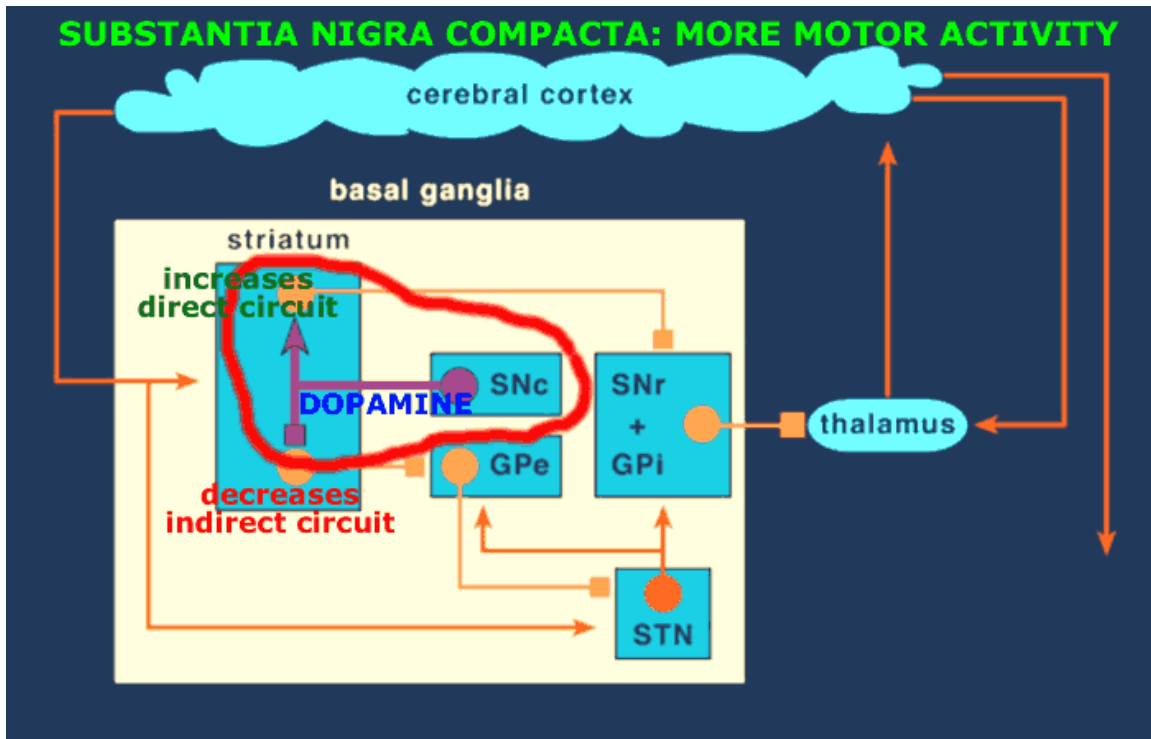 SUBSTANTIA NIGRA COMPACTA: MORE MOTOR ACTIVITY
cerebral cortex
basal ganglia
striatum
increases
direct circuit
SNc
DOPAMINE
SNr
+
GPi
thalamus
GPe
decreases
indirect circuit
STN